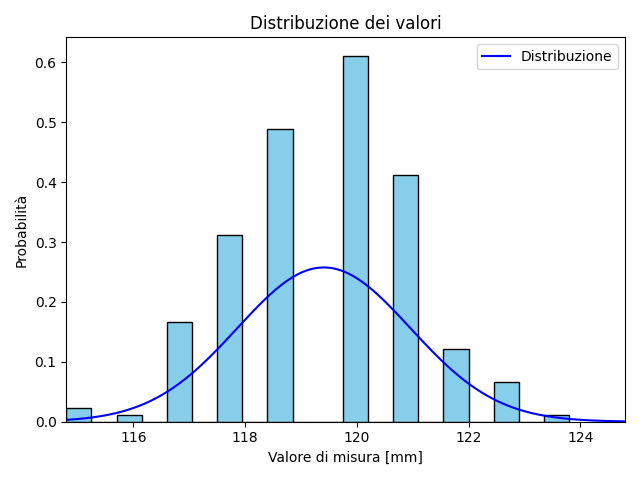 Distribuzione dei valori
Distribuzione
Probabilità
0.6
0.5
0.4
0.3
0.2
0.1
0.0
116 118 120 122 124
Valore di misura [mm]